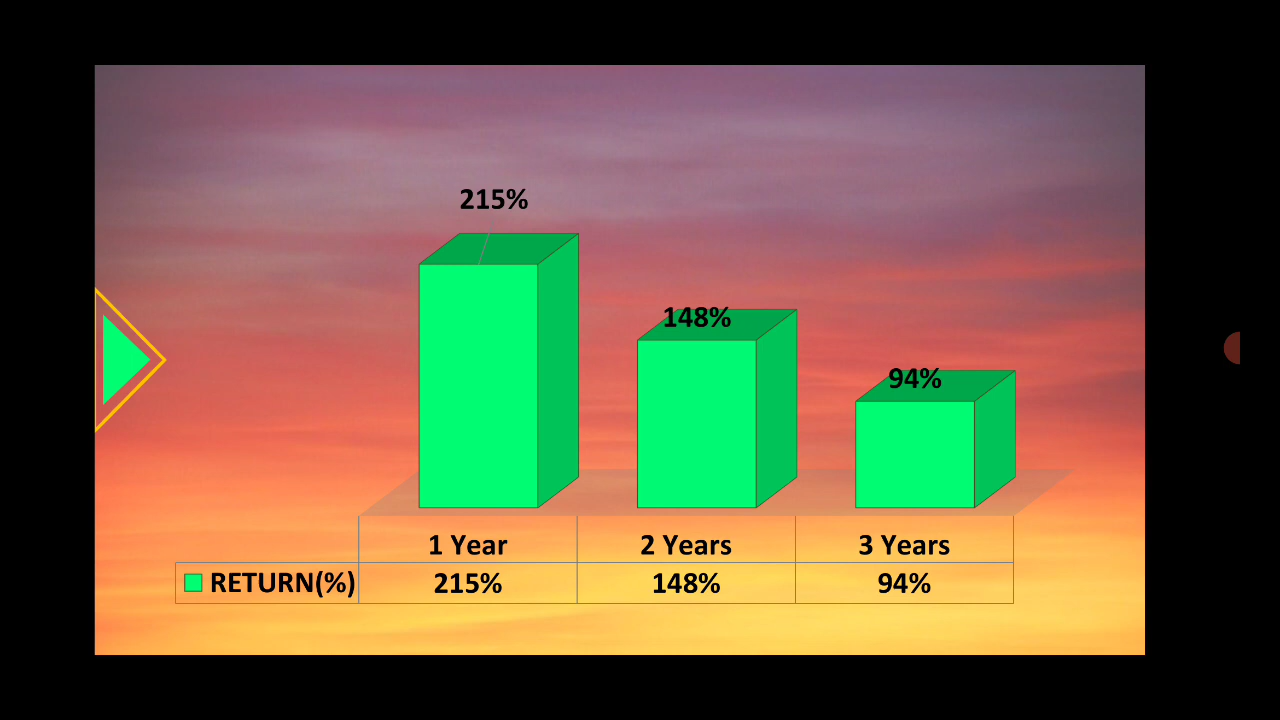 215%
148%
94%
1 Year 2 Years 3 Years
RETURN(%) 215% 148% 94%